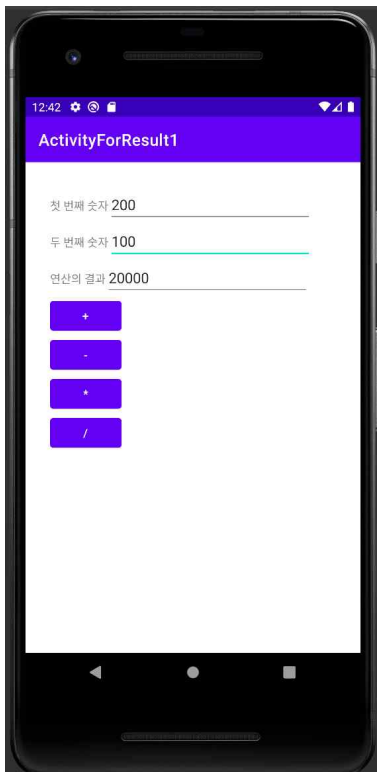 12:42
ActivityForResult1
첫 번째 숫자 200
두 번째 숫자 100
연산의 결과 20000
+
-
*
/